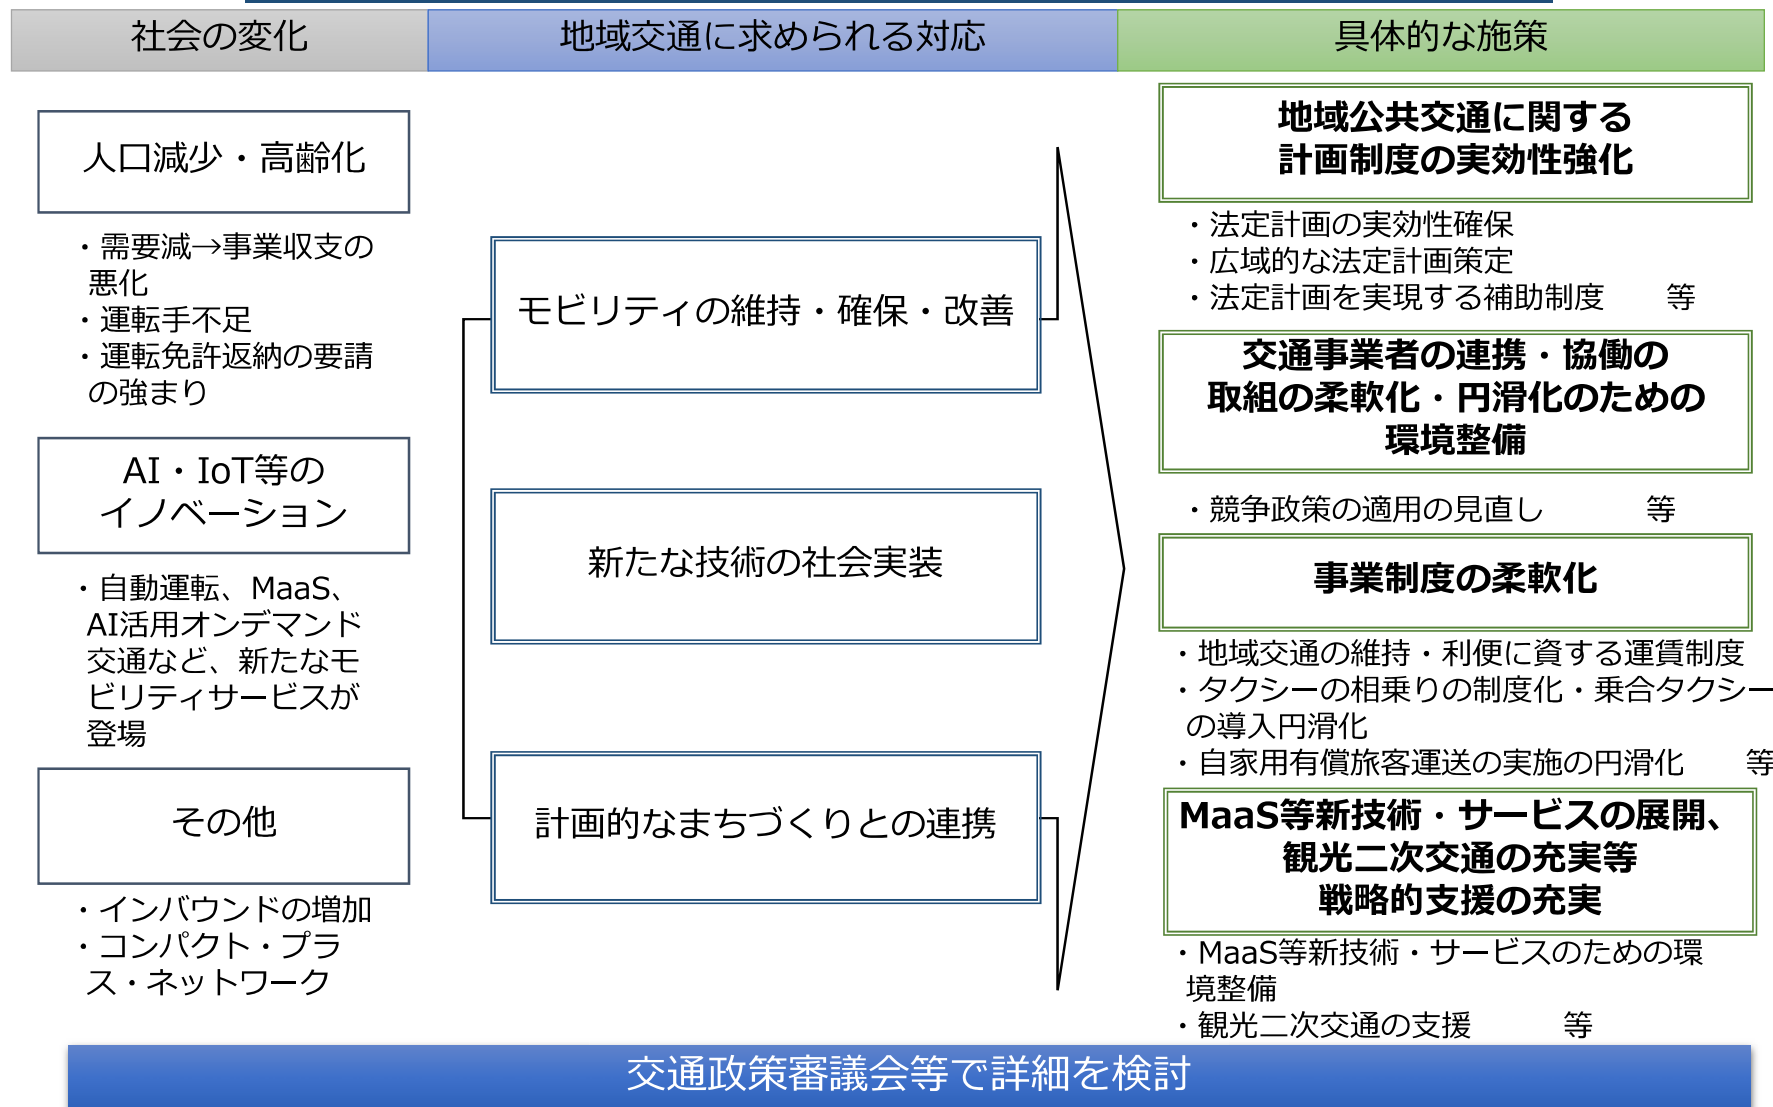 社会の変化
地域交通に求められる対応
具体的な施策
人口減少・高齢化
・需要減→事業収支の
悪化
・運転手不足
・運転免許返納の要請
の強まり
AI・IoT等の
イノベーション
・自動運転、MaaS、
AI活用オンデマンド
交通など、新たなモ
ビリティサービスが
登場
その他
・インバウンドの増加
・コンパクト・プラ
ス・ネットワーク
モビリティの維持・確保・改善
新たな技術の社会実装
計画的なまちづくりとの連携
地域公共交通に関する
計画制度の実効性強化
・法定計画の実効性確保
・広域的な法定計画策定
・法定計画を実現する補助制度　　等
交通事業者の連携・協働の
取組の柔軟化・円滑化のための
環境整備
・競争政策の適用の見直し　　　等
事業制度の柔軟化
・地域交通の維持・利便に資する運賃制度
・タクシーの相乗りの制度化・乗合タクシー
の導入円滑化
・自家用有償旅客運送の実施の円滑化　　等
MaaS等新技術・サービスの展開、
観光二次交通の充実等
戦略的支援の充実
・MaaS等新技術・サービスのための環
境整備
・観光二次交通の支援　　　等
交通政策審議会等で詳細を検討